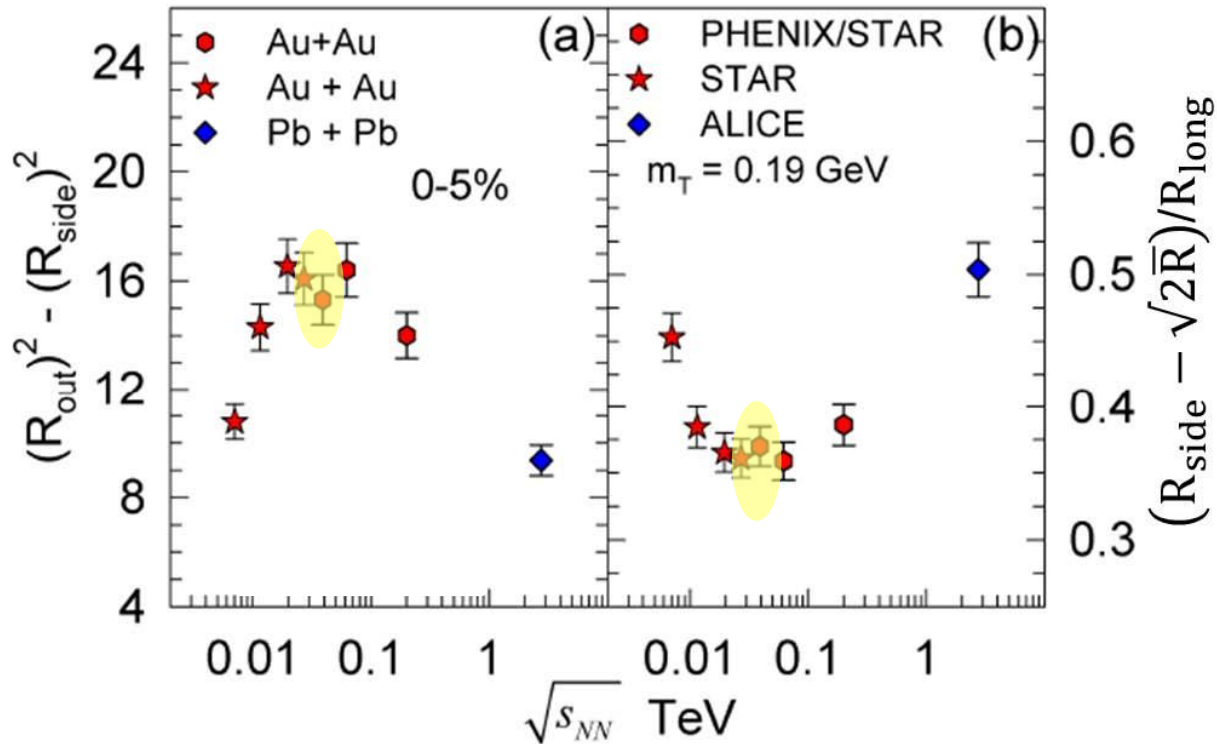 (R_out)² - (R_side)²
24
20
16
12
8
4
Au+Au
Au + Au
Pb + Pb
(a)
0-5%
0.01 0.1 1
PHENIX/STAR
STAR
ALICE
(b)
m_T = 0.19 GeV
0.01 0.1 1
0.6
0.5
0.4
0.3
(R_side − √2R̅)/R_long
√s_NN TeV